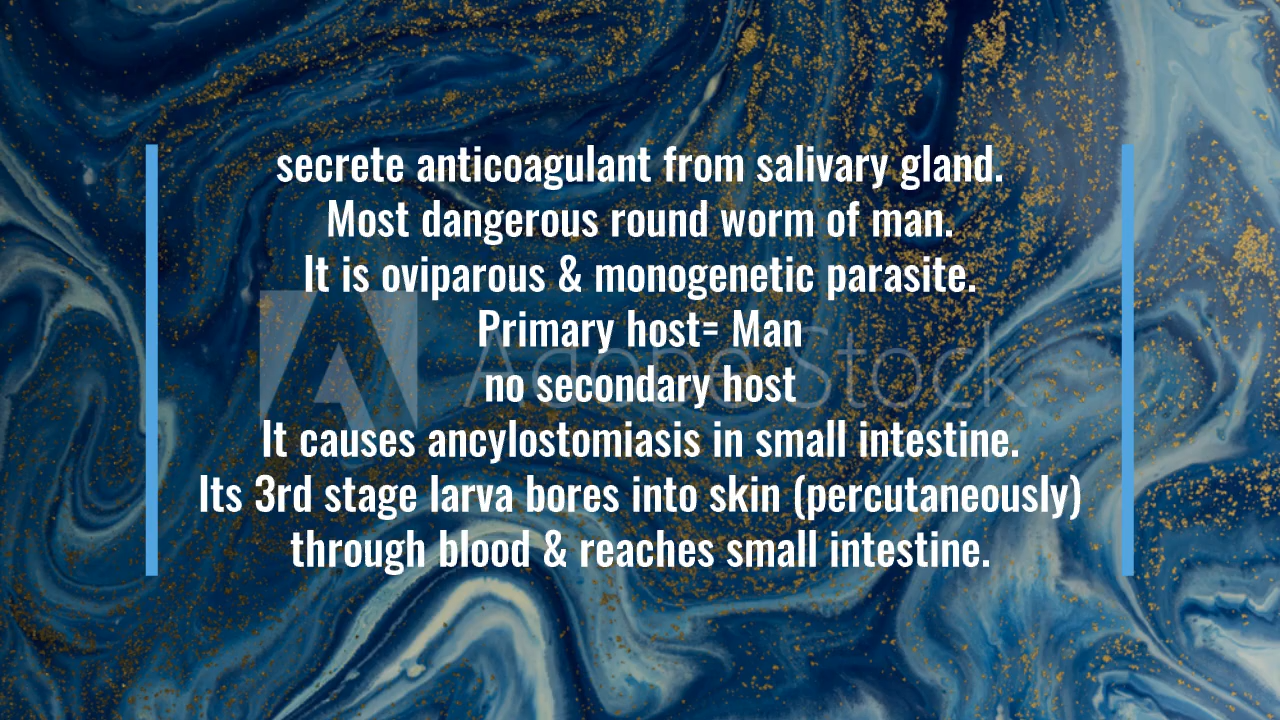 secrete anticoagulant from salivary gland.
Most dangerous round worm of man.
It is oviparous & monogenetic parasite.
Primary host= Man
Adobe Stock
no secondary host
It causes ancylostomiasis in small intestine.
Its 3rd stage larva bores into skin (percutaneously)
through blood & reaches small intestine.